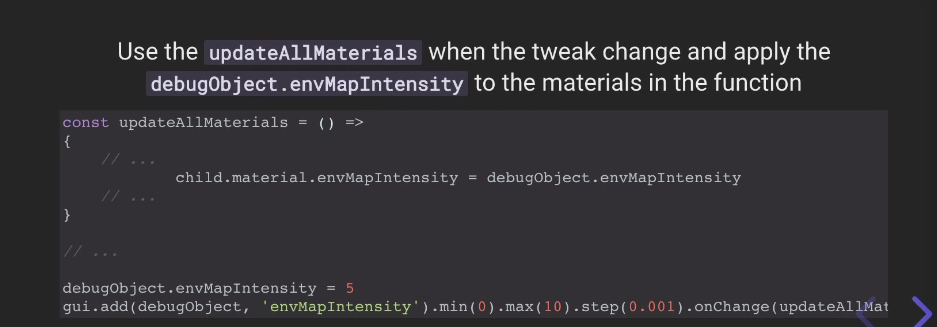 Use the updateAllMaterials when the tweak change and apply the
debugObject.envMapIntensity to the materials in the function
const updateAllMaterials = () =>
{
// ...
child.material.envMapIntensity = debugObject.envMapIntensity
// ...
}
// ...
debugObject.envMapIntensity = 5
gui.add(debugObject, 'envMapIntensity').min(0).max(10).step(0.001).onChange(updateAllMat